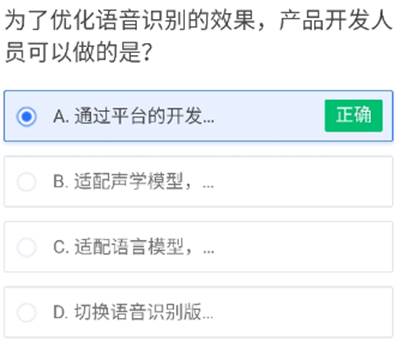 为了优化语音识别的效果，产品开发人
员可以做的是？
A. 通过平台的开发...
正确
B. 适配声学模型，...
C. 适配语言模型，...
D. 切换语音识别版...